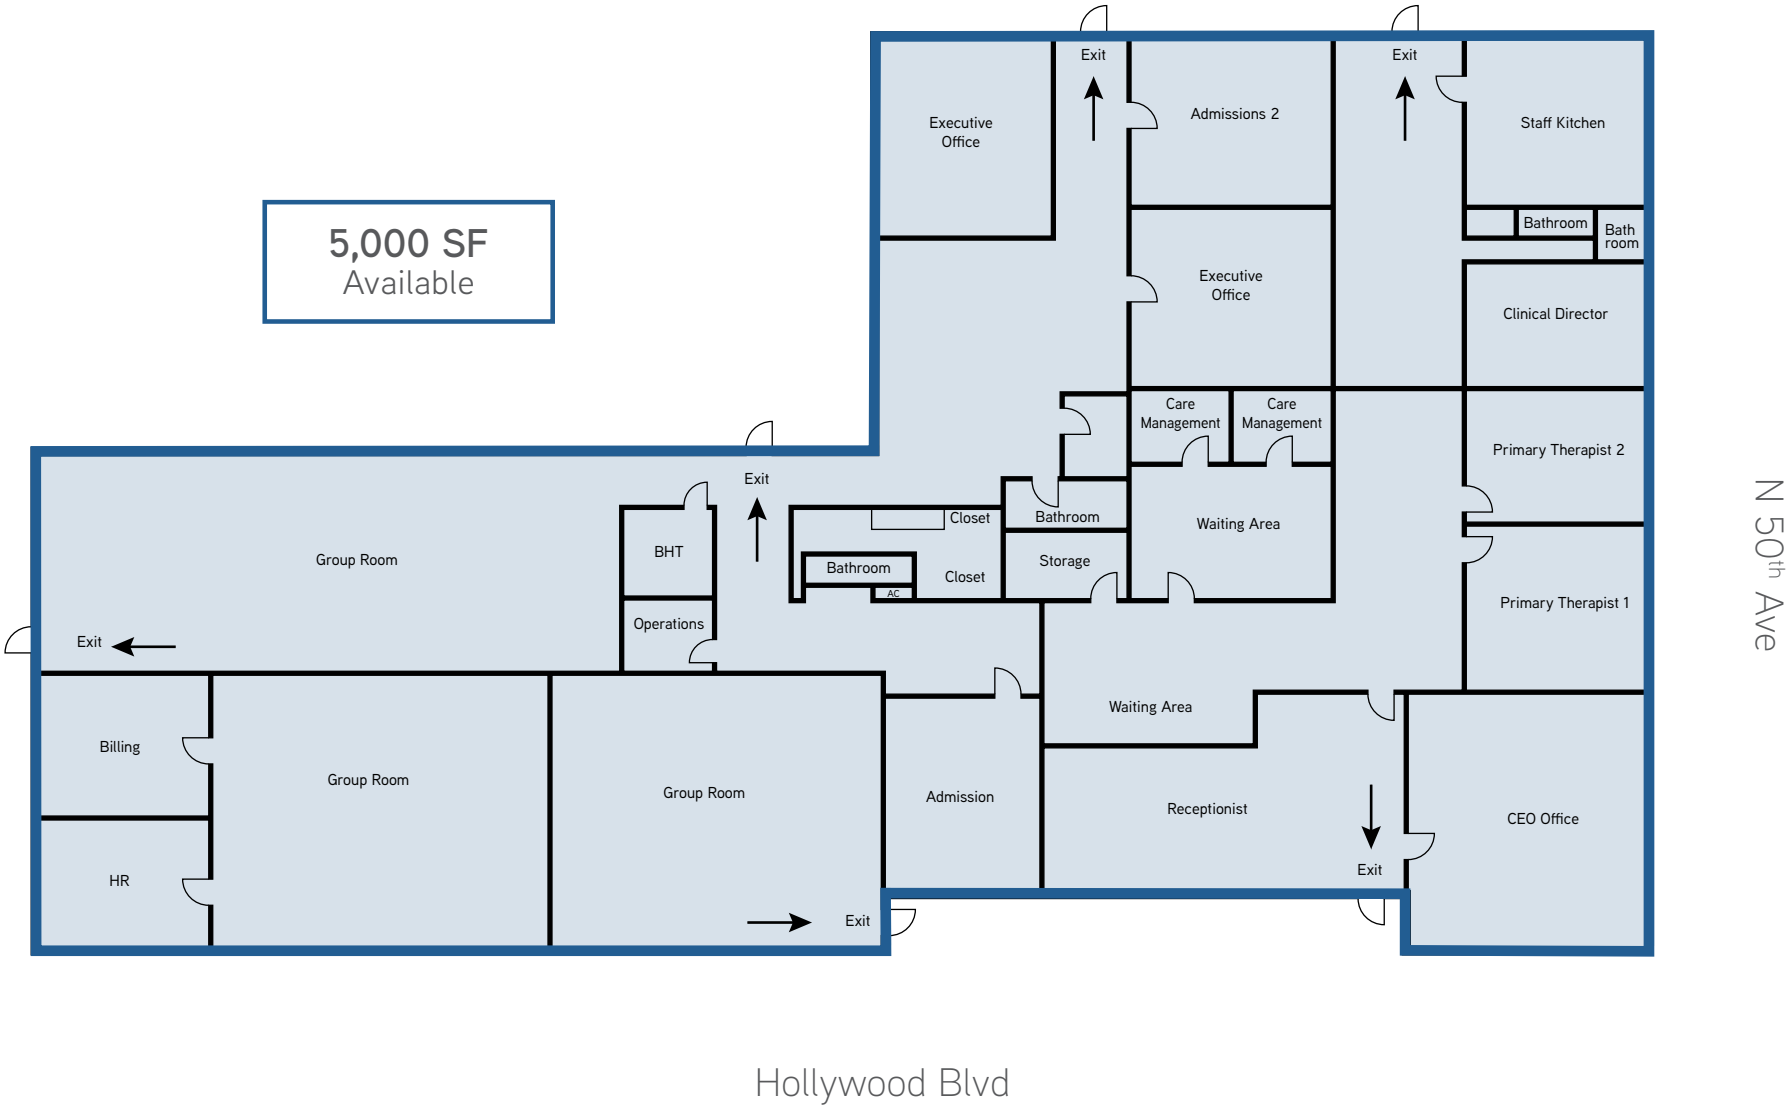 Exit
Exit
Executive
Office
Admissions 2
Staff Kitchen
5,000 SF
Available
Bathroom
Bath
room
Executive
Office
Clinical Director
Care
Management
Care
Management
Primary Therapist 2
Exit
Closet
Bathroom
Waiting Area
N 50th Ave
Group Room
BHT
Bathroom
Closet
Storage
AC
Primary Therapist 1
Operations
Exit
Waiting Area
Billing
Group Room
Group Room
Admission
Receptionist
CEO Office
HR
Exit
Exit
Hollywood Blvd